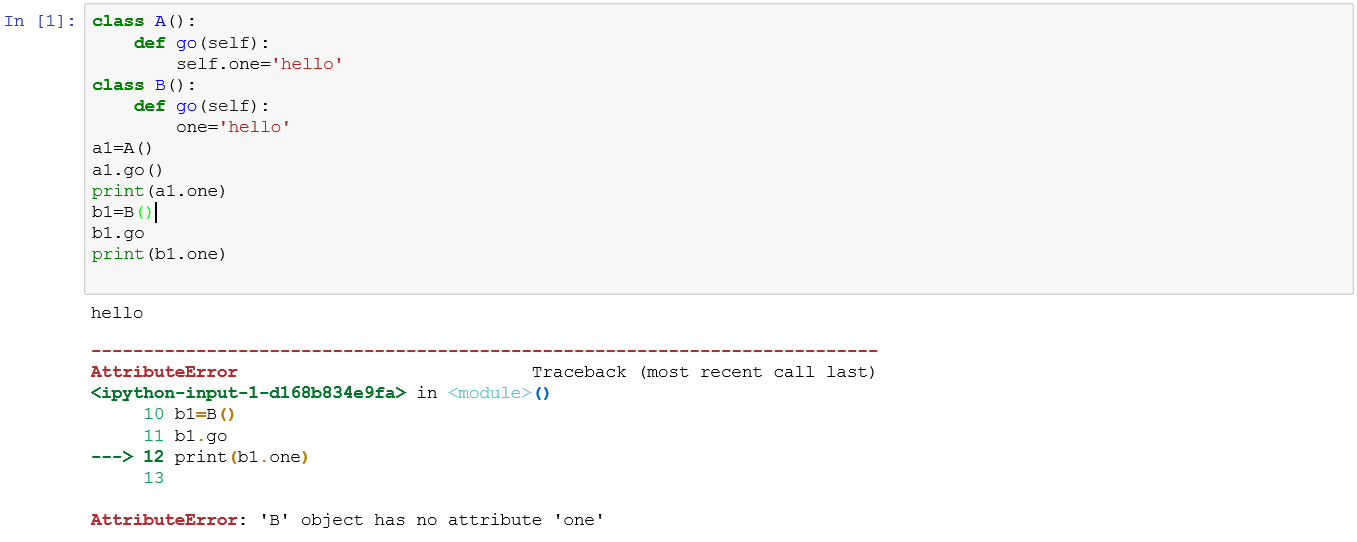 In [1]: class A():
    def go(self):
        self.one='hello'
class B():
    def go(self):
        one='hello'
a1=A()
a1.go()
print(a1.one)
b1=B()
b1.go
print(b1.one)
hello
---------------------------------------------------------------------------
AttributeError                            Traceback (most recent call last)
<ipython-input-1-d168b834e9fa> in <module>()
     10 b1=B()
     11 b1.go
---> 12 print(b1.one)
     13
AttributeError: 'B' object has no attribute 'one'